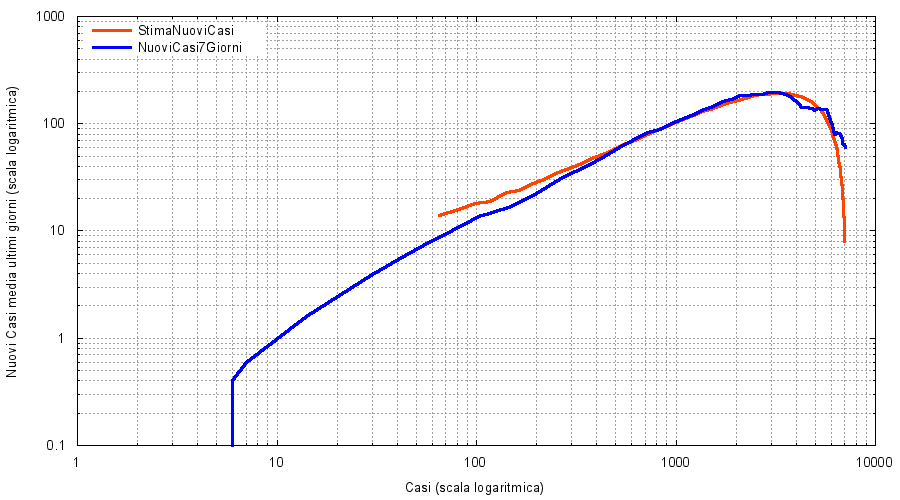 1000
StimaNuoviCasi
NuoviCasi7Giorni
100
10
1
0.1
Nuovi Casi media ultimi giorni (scala logaritmica)
1 10 100 1000 10000
Casi (scala logaritmica)